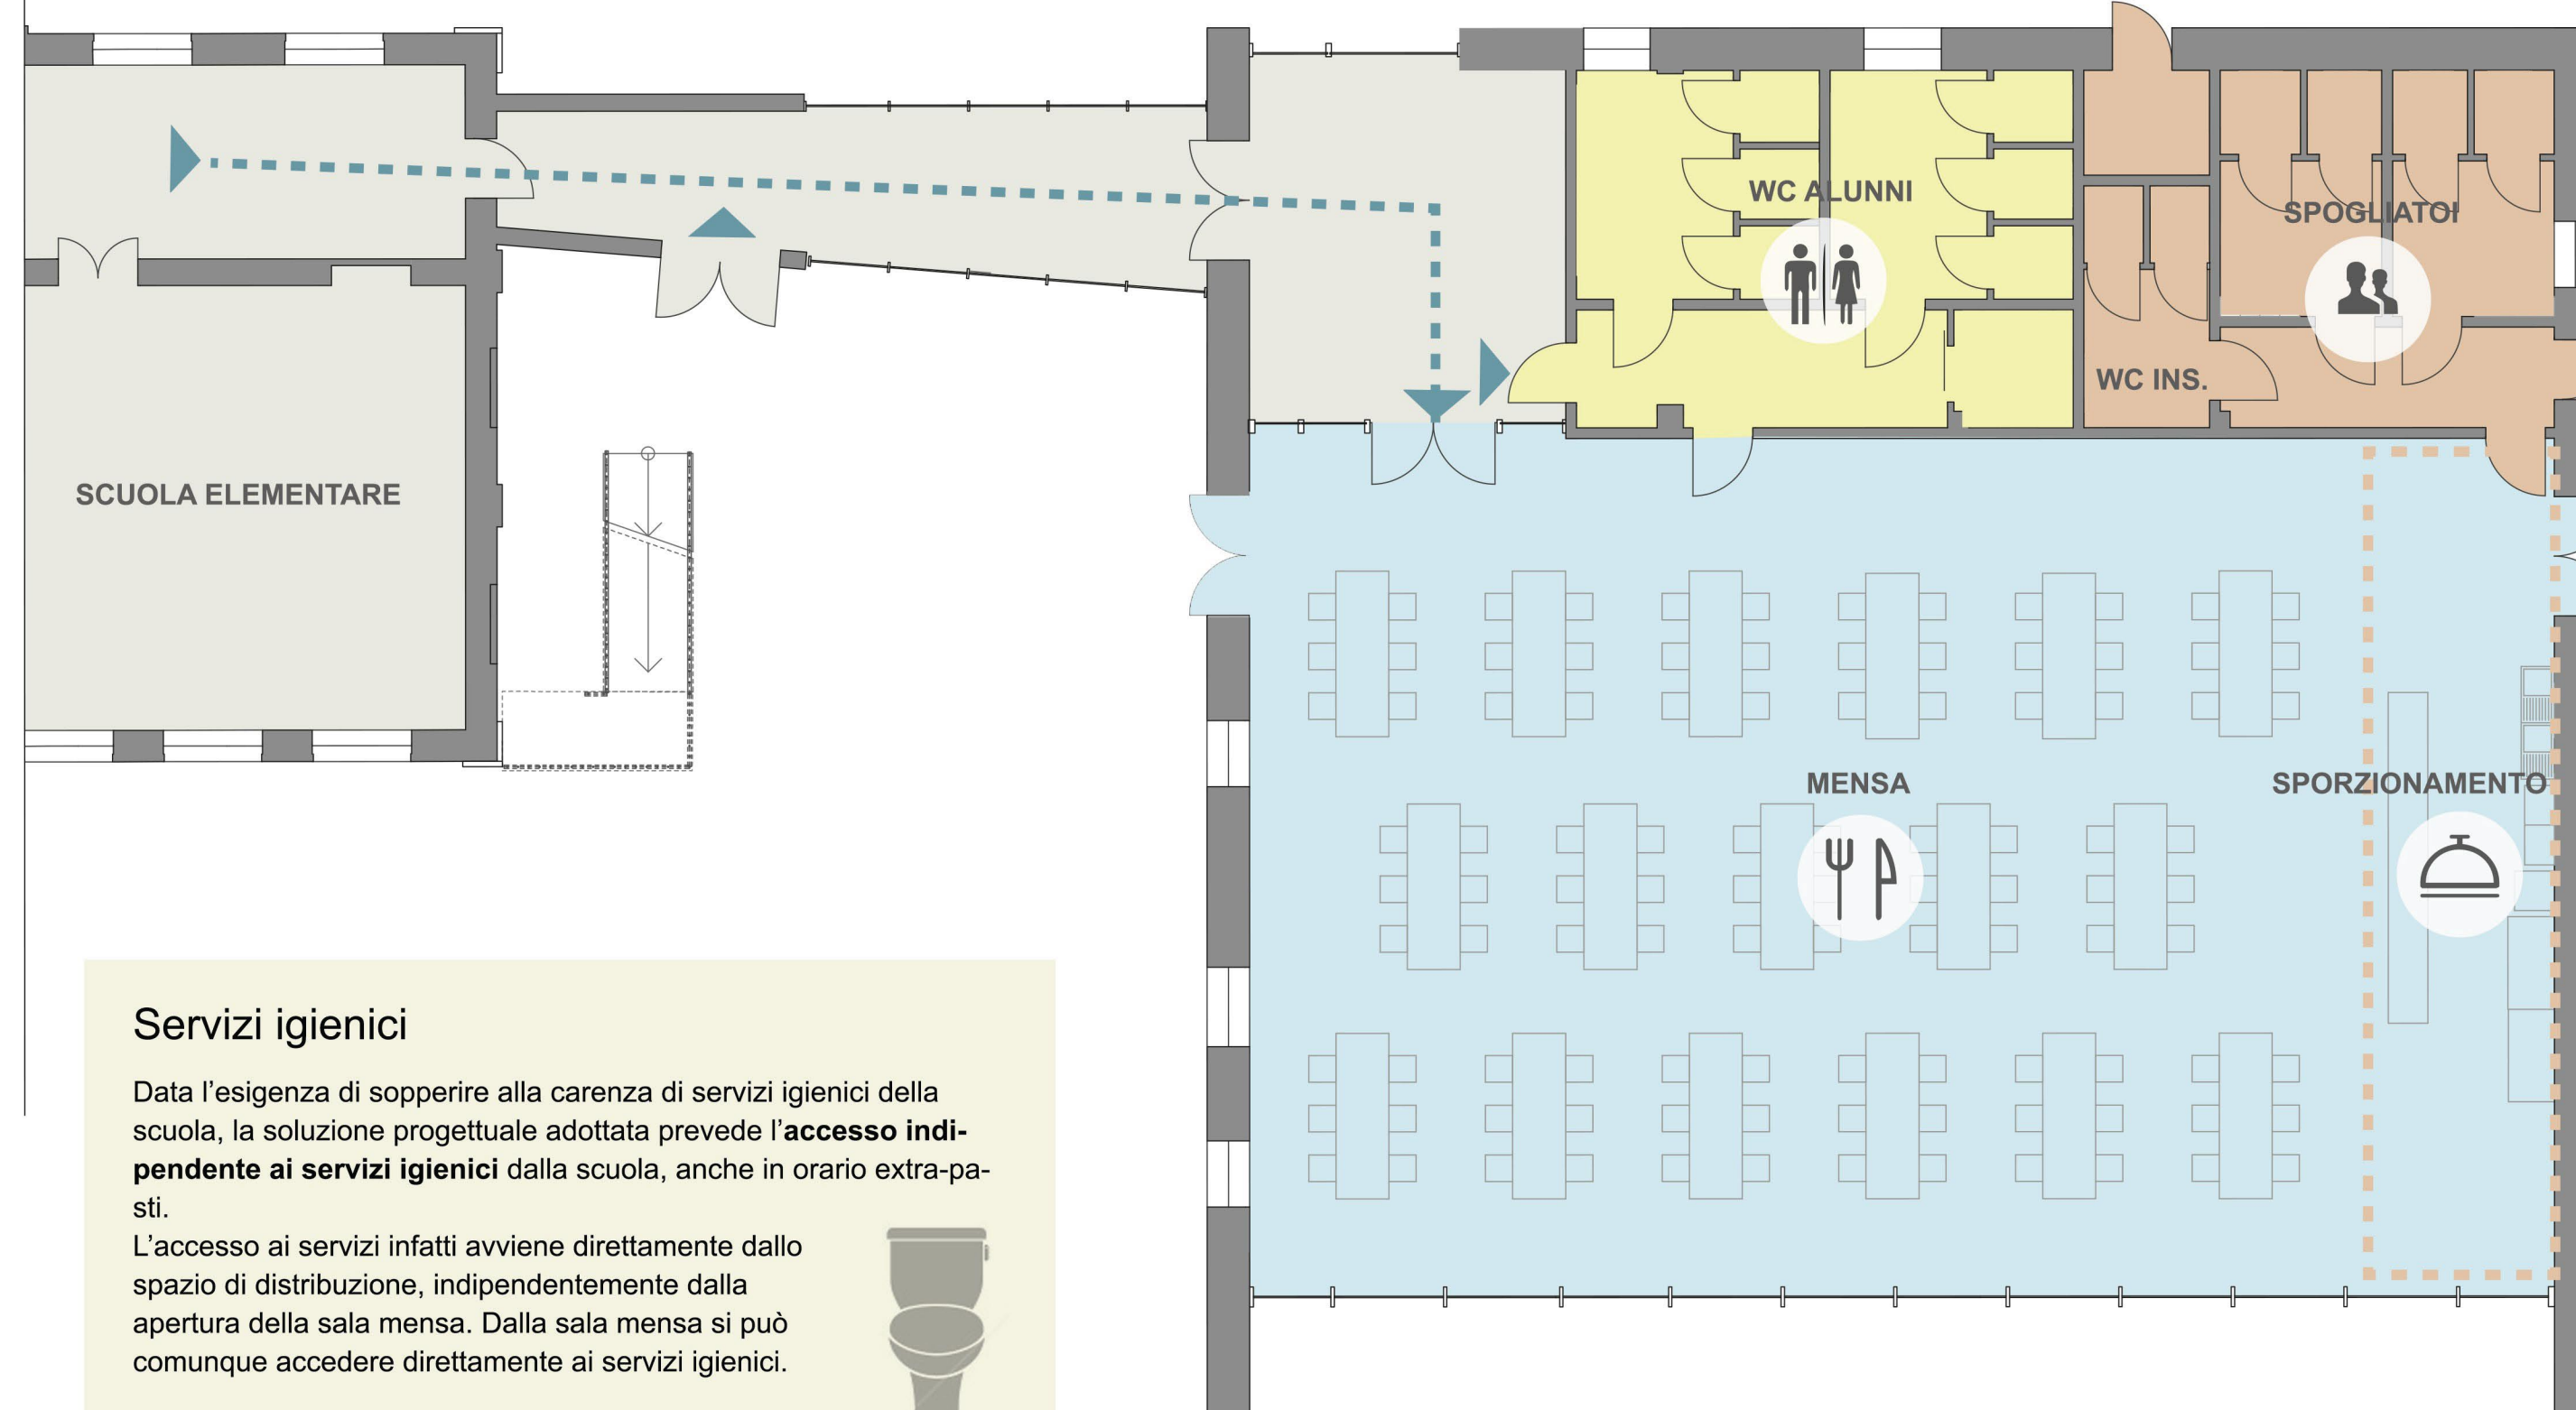 WC ALUNNI
SPOGLIATOI
WC INS.
SCUOLA ELEMENTARE
MENSA
SPORZIONAMENTO
Servizi igienici
Data l’esigenza di sopperire alla carenza di servizi igienici della
scuola, la soluzione progettuale adottata prevede l’accesso indi-
pendente ai servizi igienici dalla scuola, anche in orario extra-pa-
sti.
L’accesso ai servizi infatti avviene direttamente dallo
spazio di distribuzione, indipendentemente dalla
apertura della sala mensa. Dalla sala mensa si può
comunque accedere direttamente ai servizi igienici.